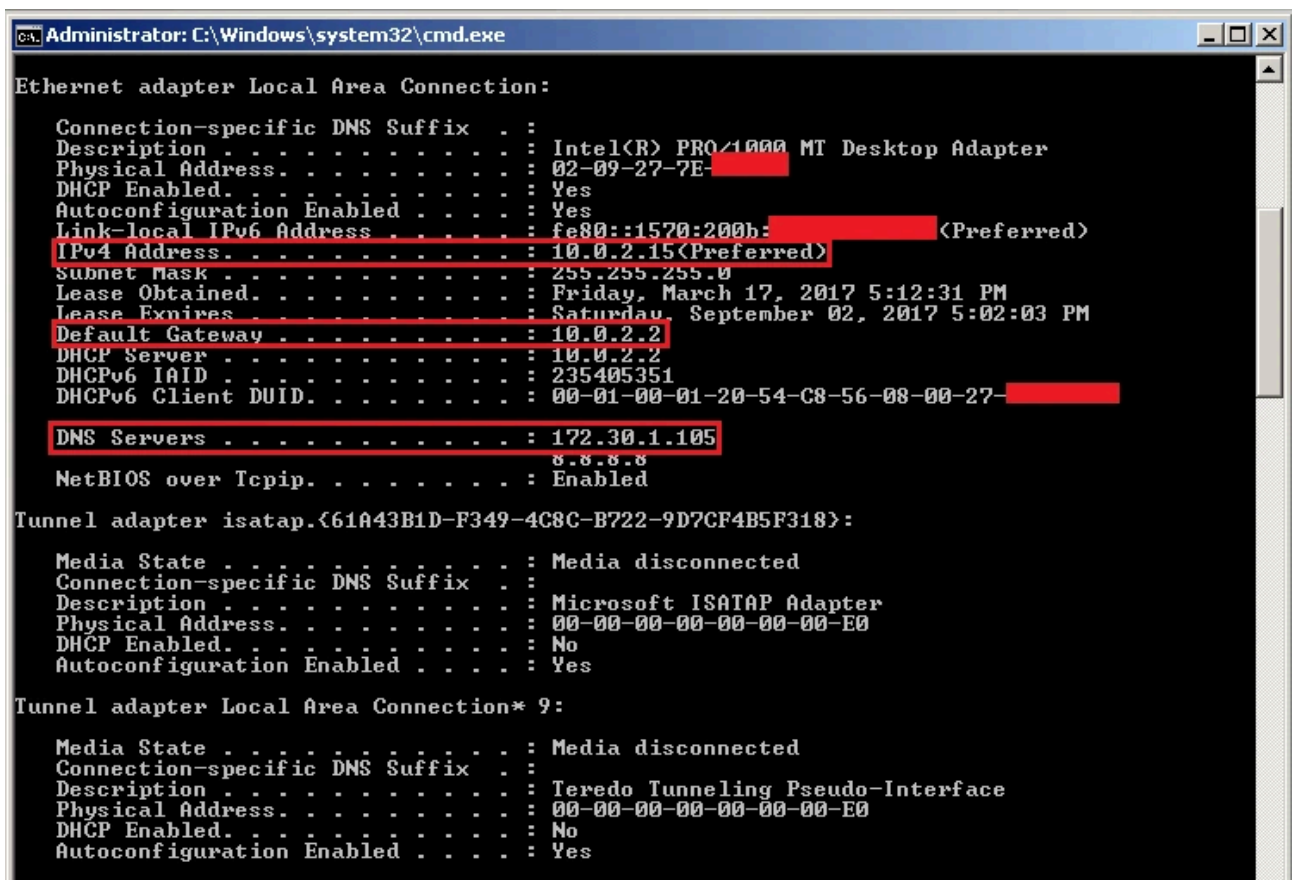 Administrator: C:\Windows\system32\cmd.exe
Ethernet adapter Local Area Connection:
Connection-specific DNS Suffix . :
Description . . . . . . . . . . . : Intel(R) PRO/1000 MT Desktop Adapter
Physical Address. . . . . . . . . : 02-09-27-7E-
DHCP Enabled. . . . . . . . . . . : Yes
Autoconfiguration Enabled . . . . : Yes
Link-local IPv6 Address . . . . . : fe80::1570:200b: (Preferred)
IPv4 Address. . . . . . . . . . . : 10.0.2.15(Preferred)
Subnet Mask . . . . . . . . . . . : 255.255.255.0
Lease Obtained. . . . . . . . . . : Friday, March 17, 2017 5:12:31 PM
Lease Expires . . . . . . . . . . : Saturday, September 02, 2017 5:02:03 PM
Default Gateway . . . . . . . . . : 10.0.2.2
DHCP Server . . . . . . . . . . . : 10.0.2.2
DHCPv6 IAID . . . . . . . . . . . : 235405351
DHCPv6 Client DUID. . . . . . . . : 00-01-00-01-20-54-C8-56-08-00-27-
DNS Servers . . . . . . . . . . . : 172.30.1.105
8.8.8.8
NetBIOS over Tcpip. . . . . . . . : Enabled
Tunnel adapter isatap.{61A43B1D-F349-4C8C-B722-9D7CF4B5F318}:
Media State . . . . . . . . . . . : Media disconnected
Connection-specific DNS Suffix . :
Description . . . . . . . . . . . : Microsoft ISATAP Adapter
Physical Address. . . . . . . . . : 00-00-00-00-00-00-00-E0
DHCP Enabled. . . . . . . . . . . : No
Autoconfiguration Enabled . . . . : Yes
Tunnel adapter Local Area Connection* 9:
Media State . . . . . . . . . . . : Media disconnected
Connection-specific DNS Suffix . :
Description . . . . . . . . . . . : Teredo Tunneling Pseudo-Interface
Physical Address. . . . . . . . . : 00-00-00-00-00-00-00-E0
DHCP Enabled. . . . . . . . . . . : No
Autoconfiguration Enabled . . . . : Yes